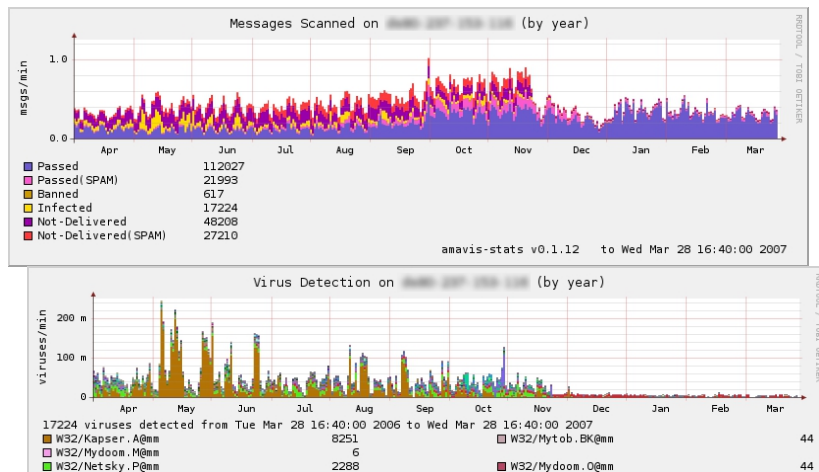 Messages Scanned on (by year)
RRDTOOL / TOBI OETIKER
msgs/min
1.0
0.0
Apr May Jun Jul Aug Sep Oct Nov Dec Jan Feb Mar
Passed 112027
Passed(SPAM) 21993
Banned 617
Infected 17224
Not-Delivered 48208
Not-Delivered(SPAM) 27210
amavis-stats v0.1.12 to Wed Mar 28 16:40:00 2007
Virus Detection on (by year)
viruses/min
200 m
100 m
0
Apr May Jun Jul Aug Sep Oct Nov Dec Jan Feb Mar
17224 viruses detected from Tue Mar 28 16:40:00 2006 to Wed Mar 28 16:40:00 2007
W32/Kapser.A@mm 8251 W32/Mytob.BK@mm 44
W32/Mydoom.M@mm 6
W32/Netsky.P@mm 2288 W32/Mydoom.O@mm 44